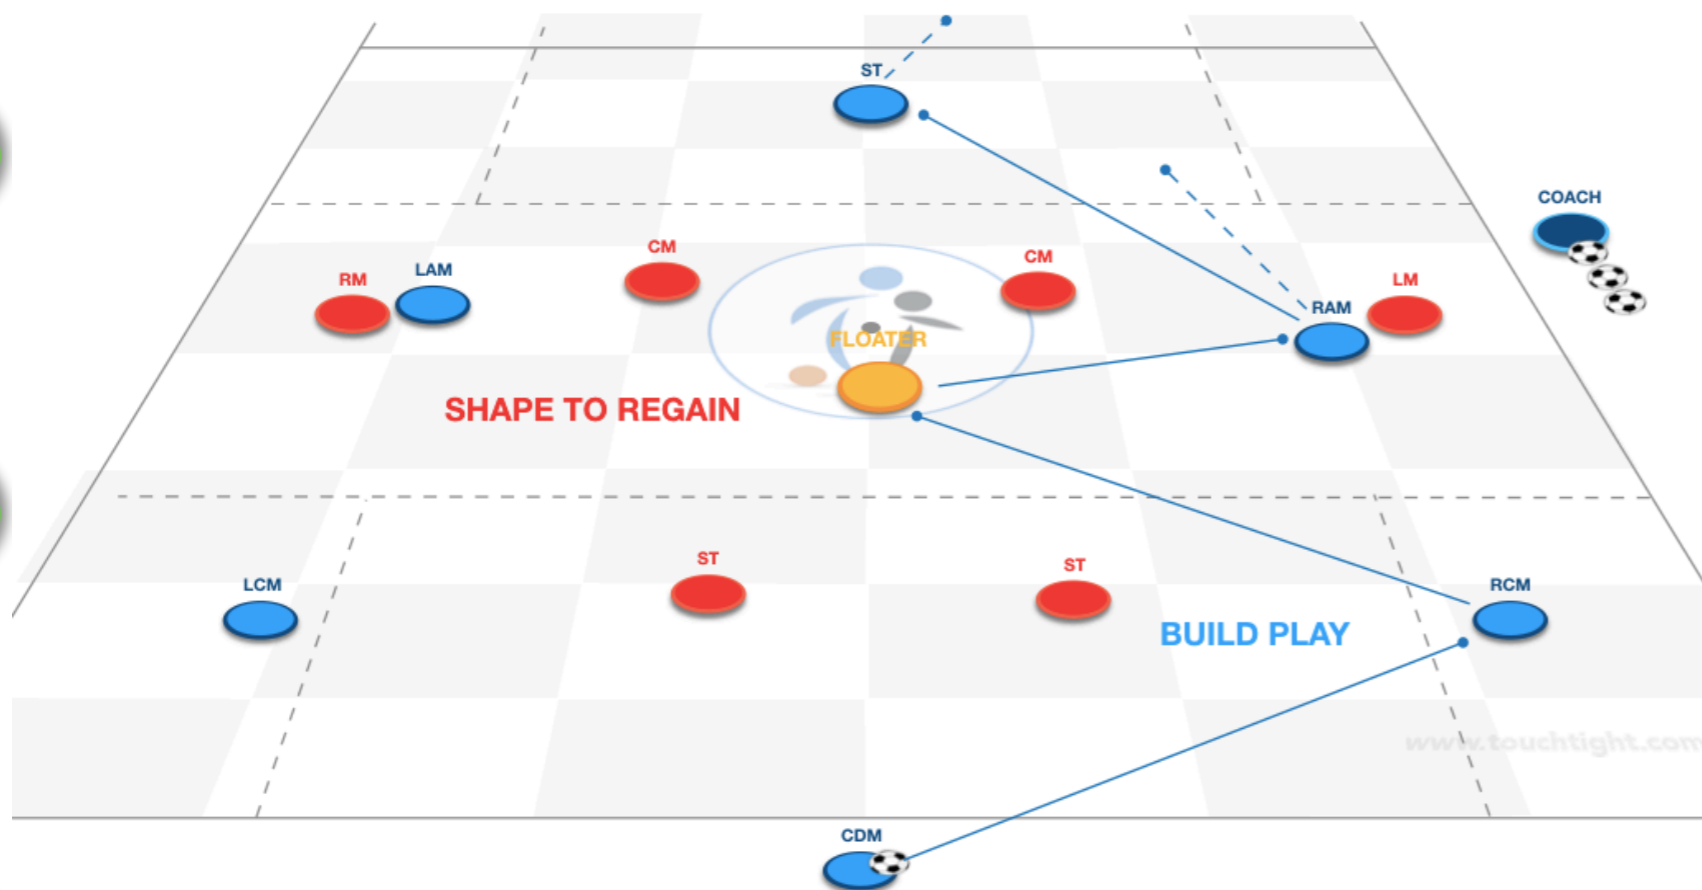 ST
COACH
CM
CM
LAM
RM
LM
RAM
FLOATER
SHAPE TO REGAIN
ST
ST
LCM
RCM
BUILD PLAY
www.touchtight.com
CDM